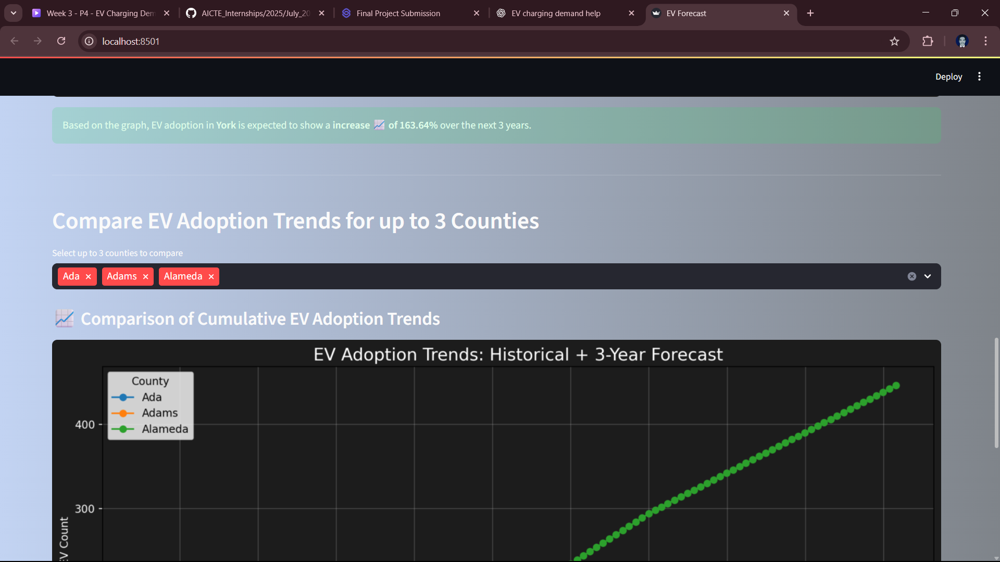 Week 3 - P4 - EV Charging Dem
AICTE_Internships/2025/July_20
Final Project Submission
EV charging demand help
EV Forecast
localhost:8501
Deploy
Based on the graph, EV adoption in York is expected to show a increase 📈 of 163.64% over the next 3 years.
Compare EV Adoption Trends for up to 3 Counties
Select up to 3 counties to compare
Ada
Adams
Alameda
📈 Comparison of Cumulative EV Adoption Trends
EV Adoption Trends: Historical + 3-Year Forecast
County
Ada
Adams
Alameda
400
300
EV Count